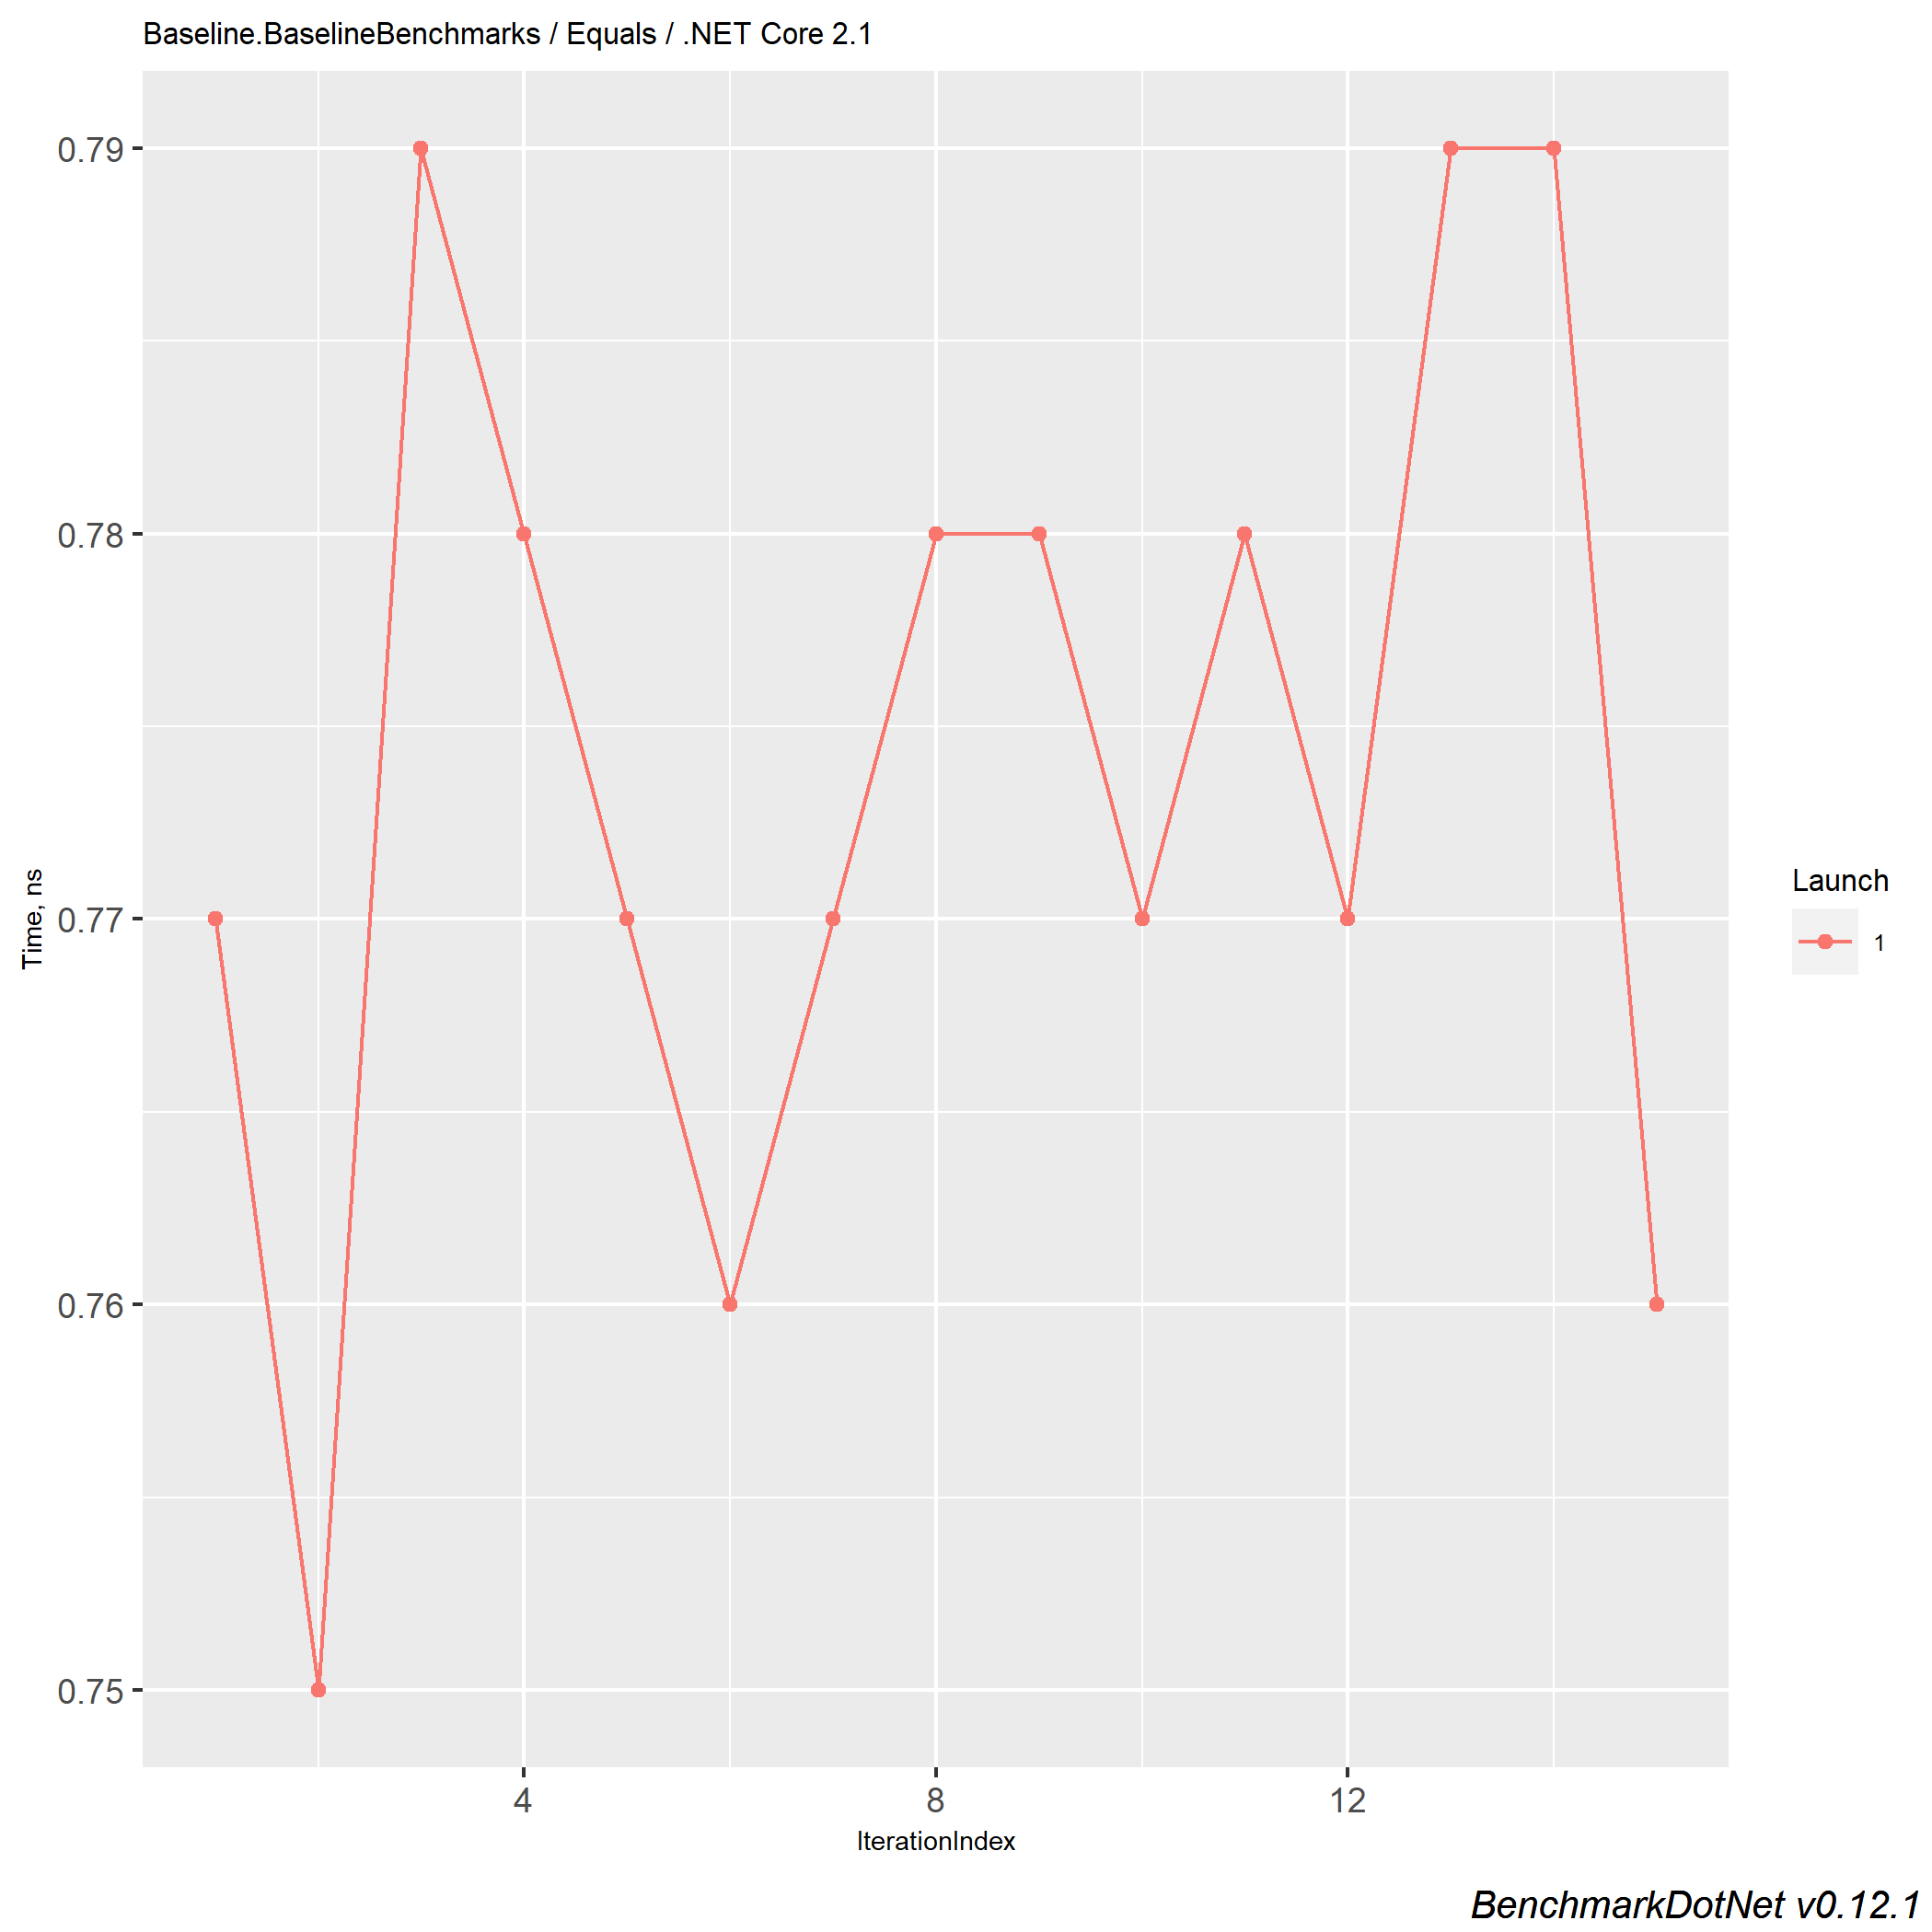 Baseline.BaselineBenchmarks / Equals / .NET Core 2.1
0.79
0.78
0.77
0.76
0.75
Time, ns
4
8
12
IterationIndex
Launch
1
BenchmarkDotNet v0.12.1